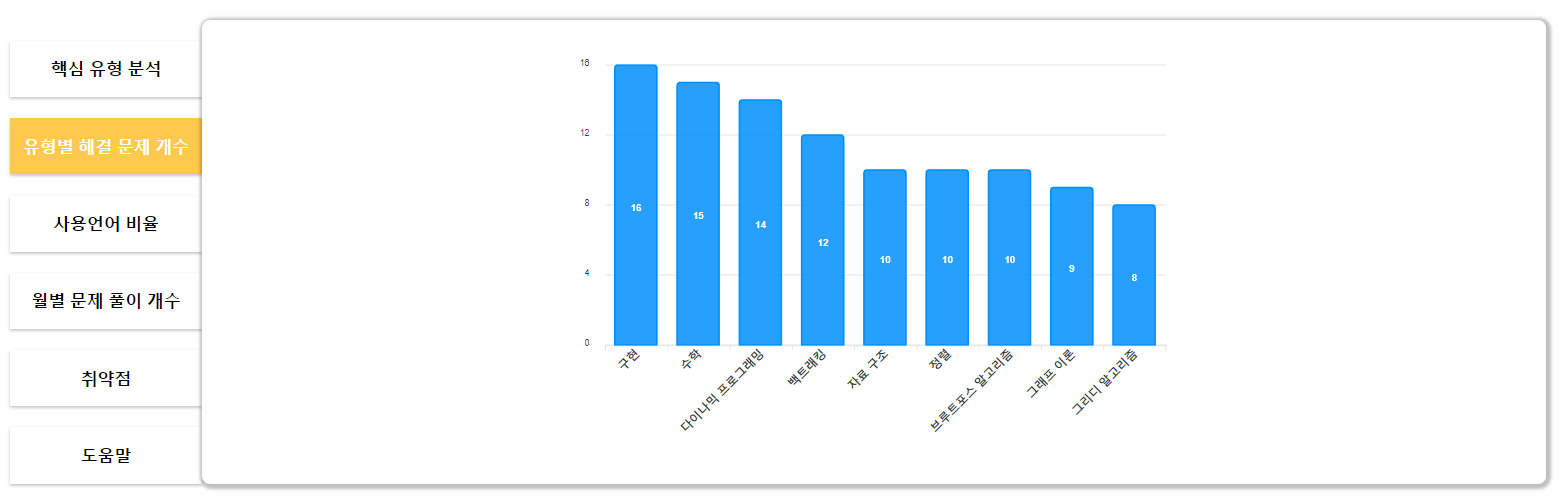 핵심 유형 분석
유형별 해결 문제 개수
사용언어 비율
월별 문제 풀이 개수
취약점
도움말
16
12
8
4
0
16
15
14
12
10
10
10
9
8
구현
수학
다이나믹 프로그래밍
백트래킹
자료 구조
정렬
브루트포스 알고리즘
그래프 이론
그리디 알고리즘